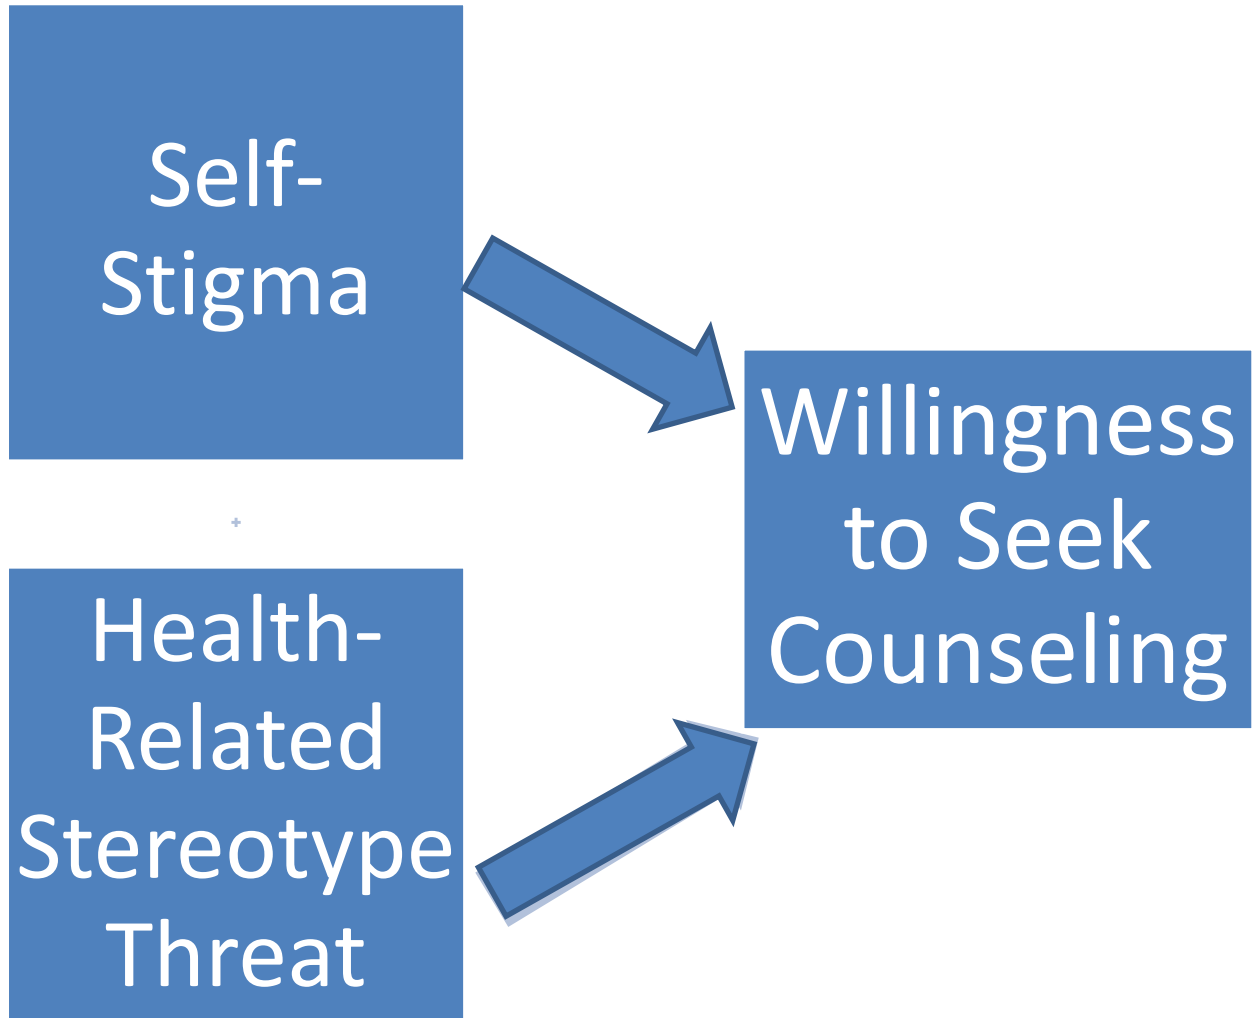 Self-
Stigma
+
Health-
Related
Stereotype
Threat
Willingness
to Seek
Counseling